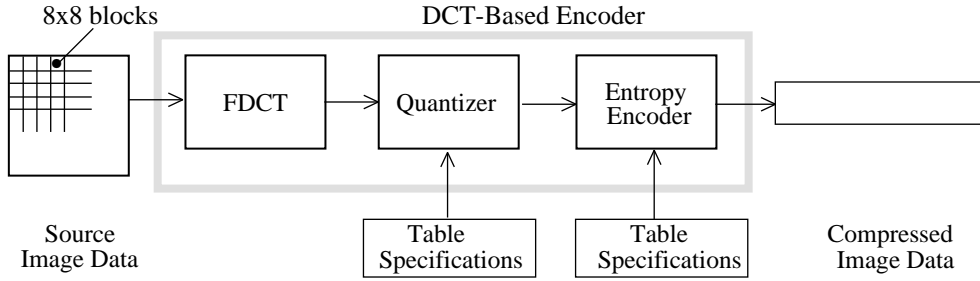 8x8 blocks
DCT-Based Encoder
FDCT
Quantizer
Entropy
Encoder
Source
Image Data
Table
Specifications
Table
Specifications
Compressed
Image Data